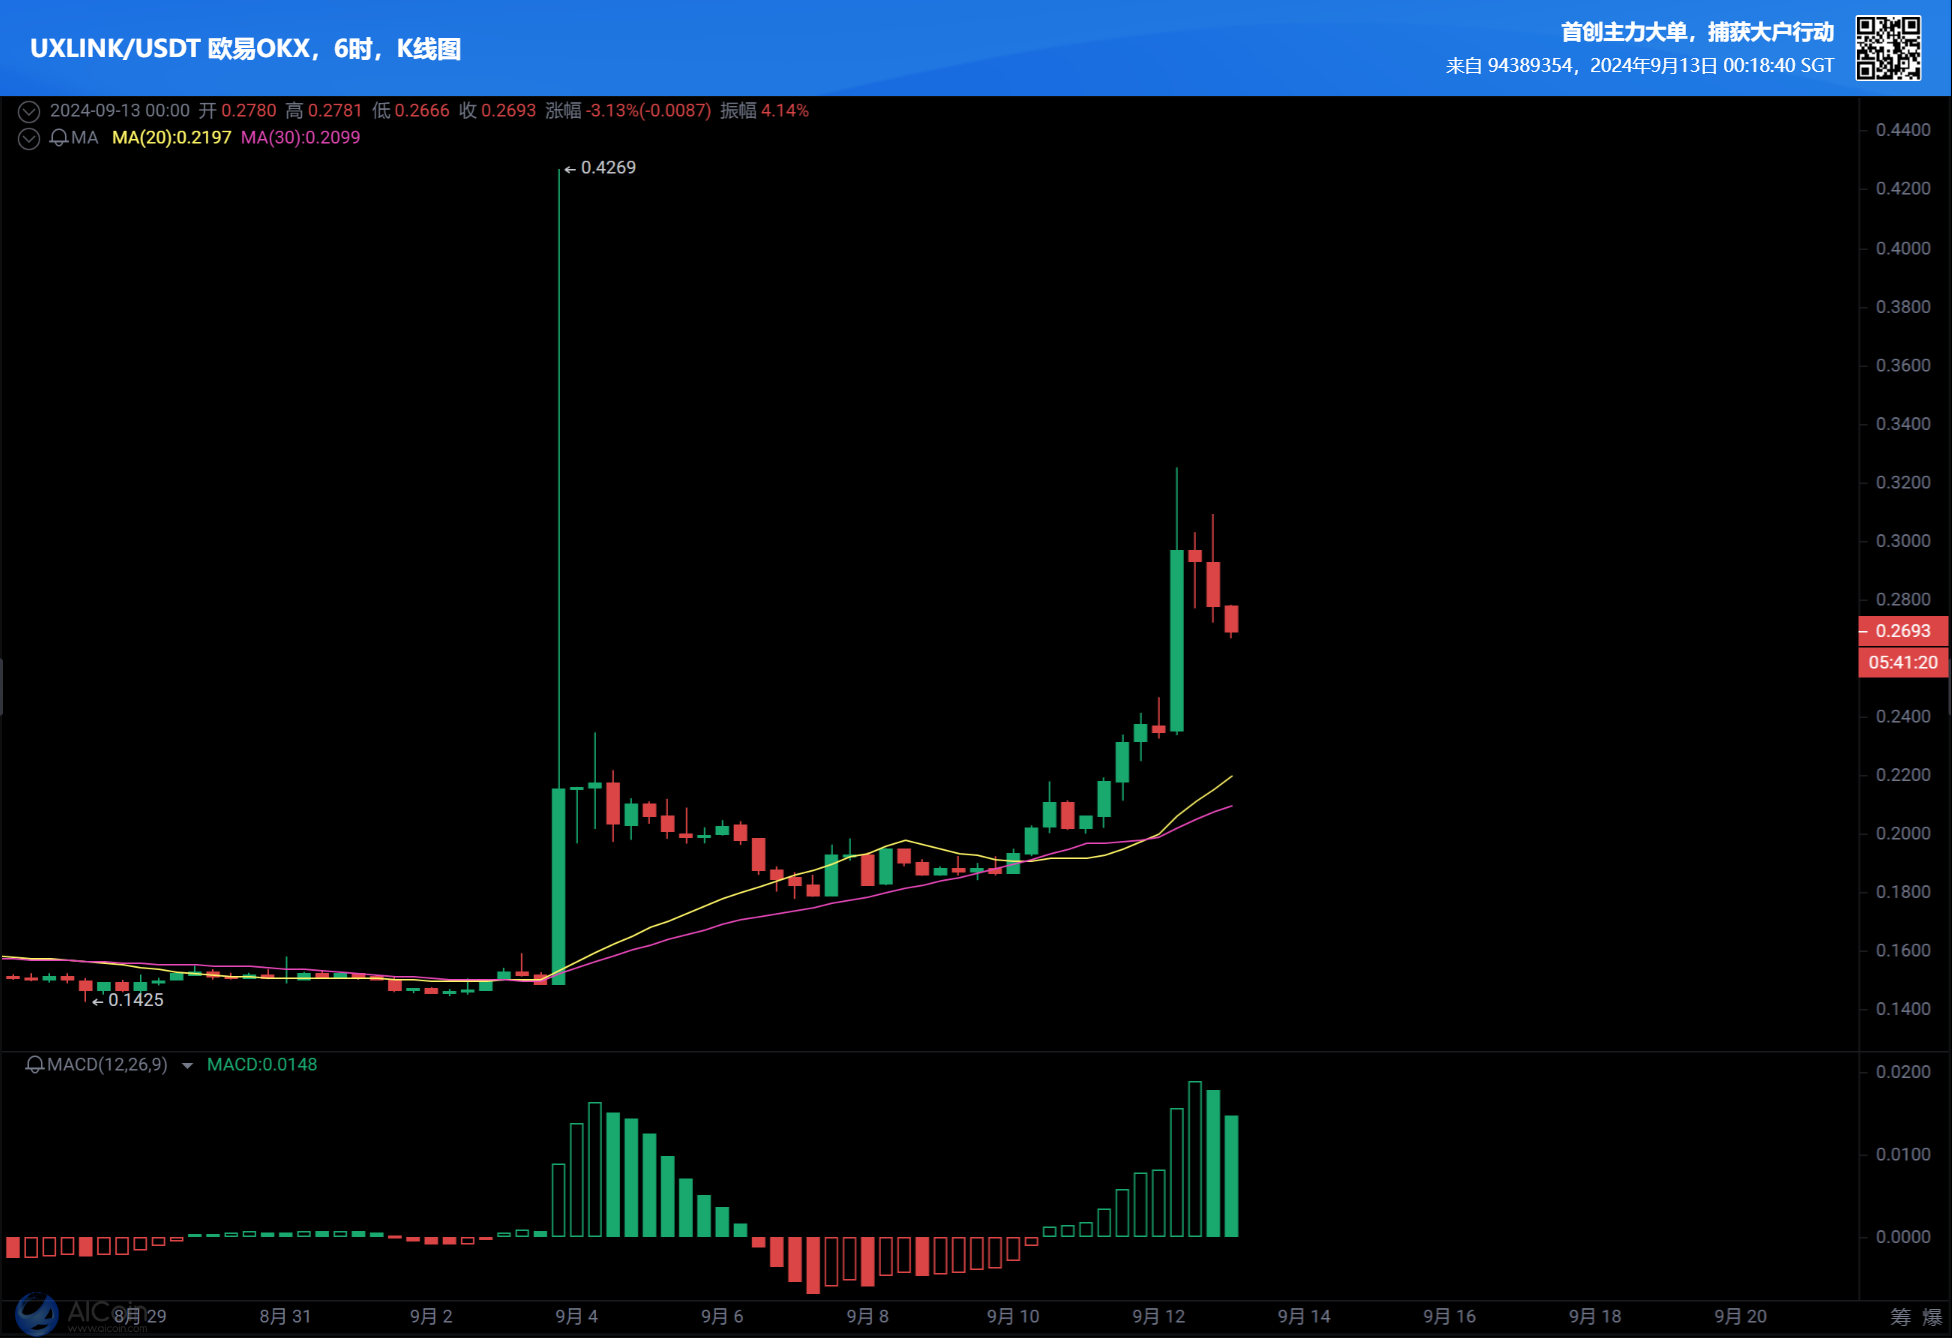 UXLINK/USDT 欧易OKX，6时，K线图
首创主力大单，捕获大户行动
来自 94389354，2024年9月13日 00:18:40 SGT
2024-09-13 00:00 开 0.2780 高 0.2781 低 0.2666 收 0.2693 涨幅 -3.13%(-0.0087) 振幅 4.14%
MA MA(20):0.2197 MA(30):0.2099
0.4269
0.1425
0.4400
0.4200
0.4000
0.3800
0.3600
0.3400
0.3200
0.3000
0.2800
0.2693
05:41:20
0.2400
0.2200
0.2000
0.1800
0.1600
0.1400
MACD(12,26,9) MACD:0.0148
0.0200
0.0100
0.0000
AICoin
www.aicoin.com
8月29 8月31 9月2 9月4 9月6 9月8 9月10 9月12 9月14 9月16 9月18 9月20
筹 爆